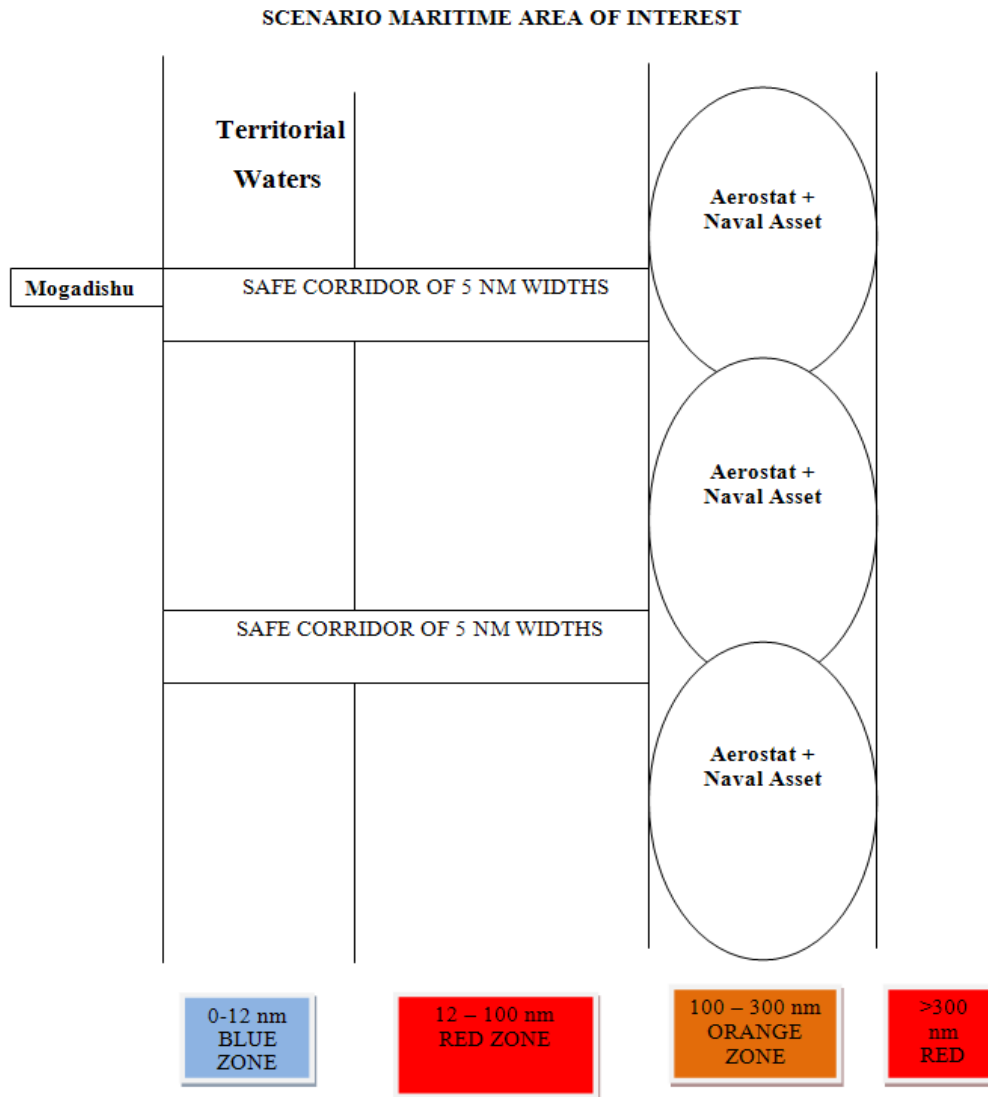 SCENARIO MARITIME AREA OF INTEREST
Territorial
Waters
Aerostat +
Naval Asset
Mogadishu
SAFE CORRIDOR OF 5 NM WIDTHS
Aerostat +
Naval Asset
SAFE CORRIDOR OF 5 NM WIDTHS
Aerostat +
Naval Asset
0-12 nm
BLUE
ZONE
12 – 100 nm
RED ZONE
100 – 300 nm
ORANGE
ZONE
>300
nm
RED